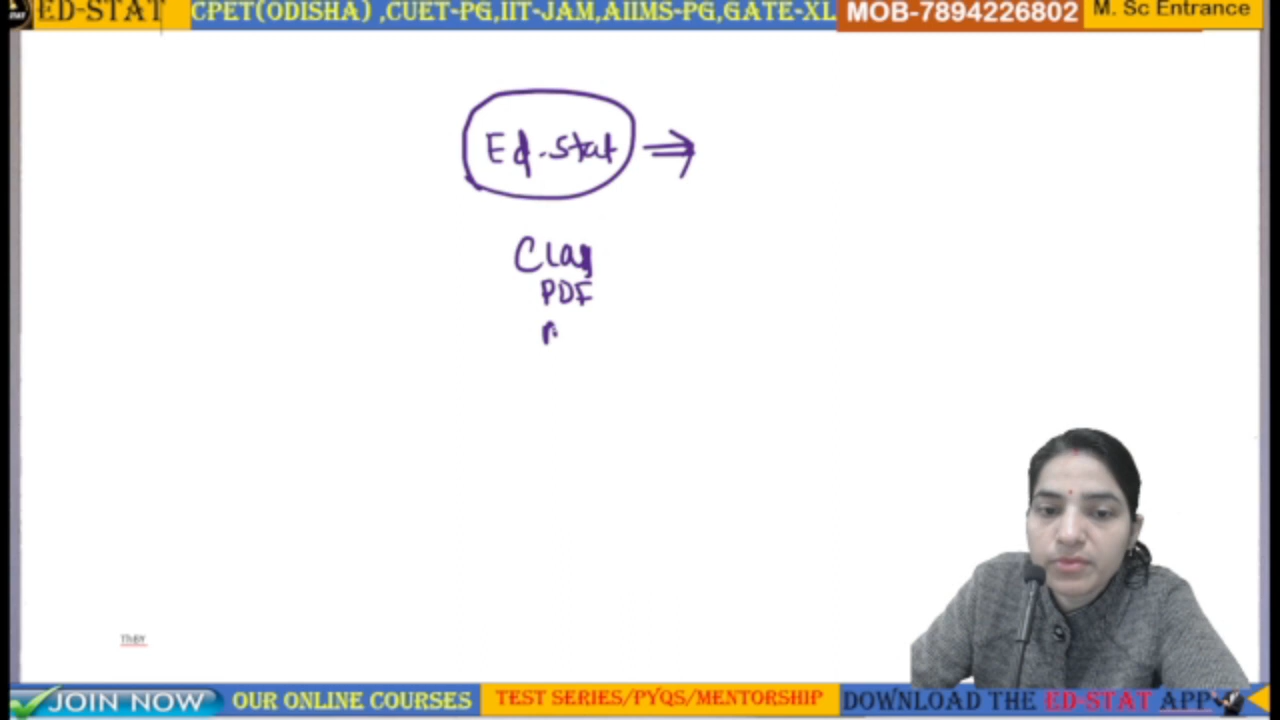 ED-STAT CPET(ODISHA) ,CUET-PG,IIT-JAM,AIIMS-PG,GATE-XL MOB-7894226802 M. Sc Entrance
Ed-Stat ⇒
Class
PDF
JOIN NOW OUR ONLINE COURSES TEST SERIES/PYQS/MENTORSHIP DOWNLOAD THE ED-STAT APP